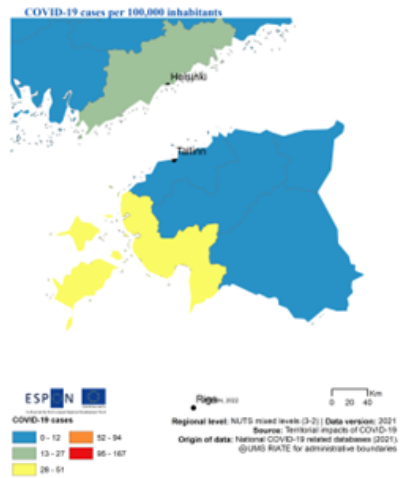 COVID-19 cases per 100,000 inhabitants
Helsinki
Tallinn
Riga
2022
ESPON
Km
0 20 40
COVID-19 cases
0 - 12
13 - 27
28 - 51
52 - 94
95 - 167
Regional level: NUTS mixed levels (3-2) | Data version: 2021
Source: Territorial impacts of COVID-19
Origin of data: National COVID-19 related databases (2021).
@UMS RIATE for administrative boundaries